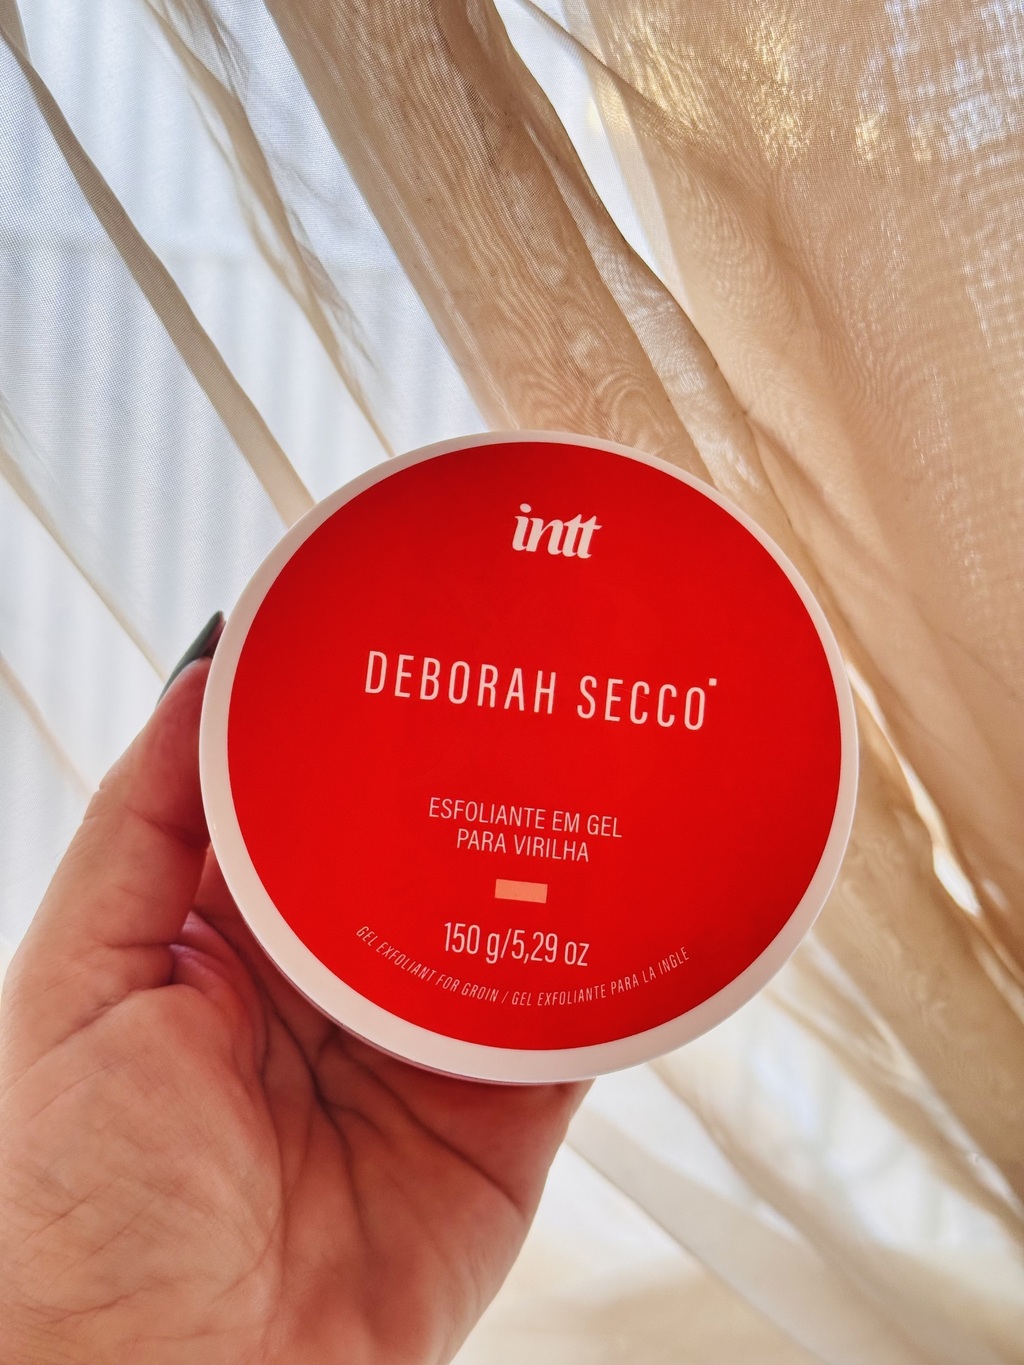 intt
DEBORAH SECCO
ESFOLIANTE EM GEL
PARA VIRILHA
150 g/5,29 oz
GEL EXFOLIANT FOR GROIN / GEL EXFOLIANTE PARA LA INGLE